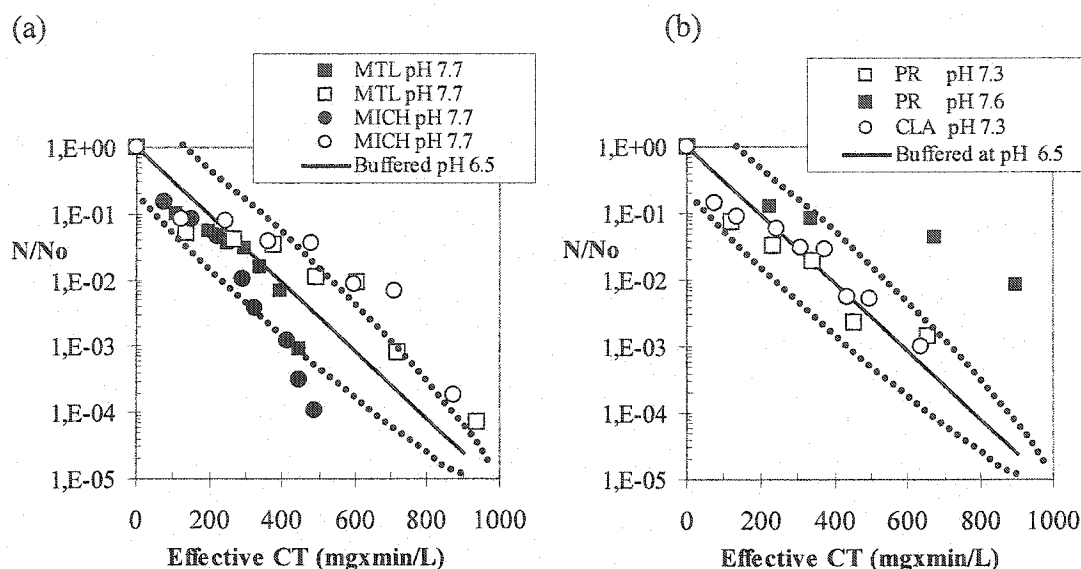 (a)
MTL pH 7.7
MTL pH 7.7
MICH pH 7.7
MICH pH 7.7
Buffered pH 6.5
1,E+00
1,E-01
N/No
1,E-02
1,E-03
1,E-04
1,E-05
0 200 400 600 800 1000
Effective CT (mgxmin/L)
(b)
PR pH 7.3
PR pH 7.6
CLA pH 7.3
Buffered at pH 6.5
1,E+00
1,E-01
N/No
1,E-02
1,E-03
1,E-04
1,E-05
0 200 400 600 800 1000
Effective CT (mgxmin/L)